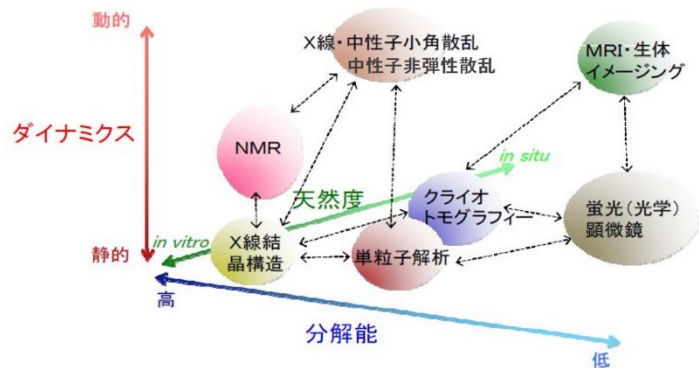 動的
X線・中性子小角散乱
中性子非弾性散乱
MRI・生体
イメージング
ダイナミクス
NMR
in situ
天然度
クライオ
トモグラフィー
蛍光(光学)
顕微鏡
in vitro
静的
X線結
晶構造
単粒子解析
高
分解能
低